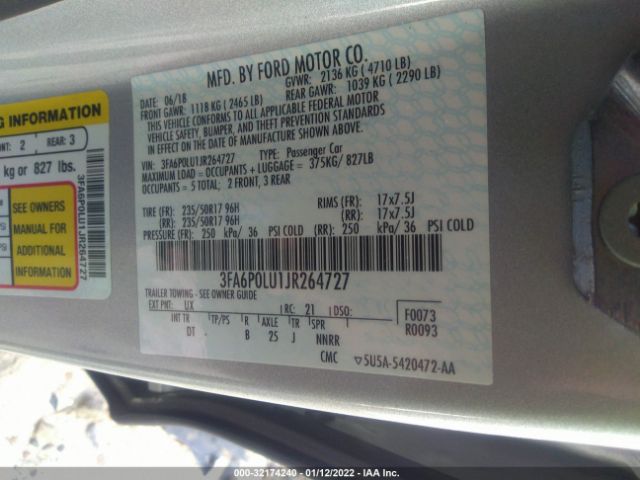 MFD. BY FORD MOTOR CO.
DATE: 06/18 GVWR: 2136 KG ( 4710 LB)
FRONT GAWR: 1118 KG ( 2465 LB) REAR GAWR: 1039 KG ( 2290 LB)
THIS VEHICLE CONFORMS TO ALL APPLICABLE FEDERAL MOTOR
VEHICLE SAFETY, BUMPER, AND THEFT PREVENTION STANDARDS IN
EFFECT ON THE DATE OF MANUFACTURE SHOWN ABOVE.
VIN: 3FA6P0LU1JR264727 TYPE: Passenger Car
MAXIMUM LOAD = OCCUPANTS + LUGGAGE = 375KG/ 827LB
OCCUPANTS = 5 TOTAL, 2 FRONT, 3 REAR
TIRE (FR): 235/50R17 96H RIMS (FR): 17x7.5J
(RR): 235/50R17 96H (RR): 17x7.5J
PRESSURE (FR): 250 kPa/ 36 PSI COLD (RR): 250 kPa/ 36 PSI COLD
3FA6P0LU1JR264727
TRAILER TOWING - SEE OWNER GUIDE
EXT PNT: UX RC: 21 DSO: F0073
INT TR TP/PS R AXLE TR SPR R0093
DT B 25 J NNRR
CMC ▽5U5A-5420472-AA
G INFORMATION
NT: 2 REAR: 3
kg or 827 lbs.
SEE OWNERS
MANUAL FOR
ADDITIONAL
INFORMATION
3FA6P0LU1JR264727
000-32174240 - 01/12/2022 - IAAI.COM